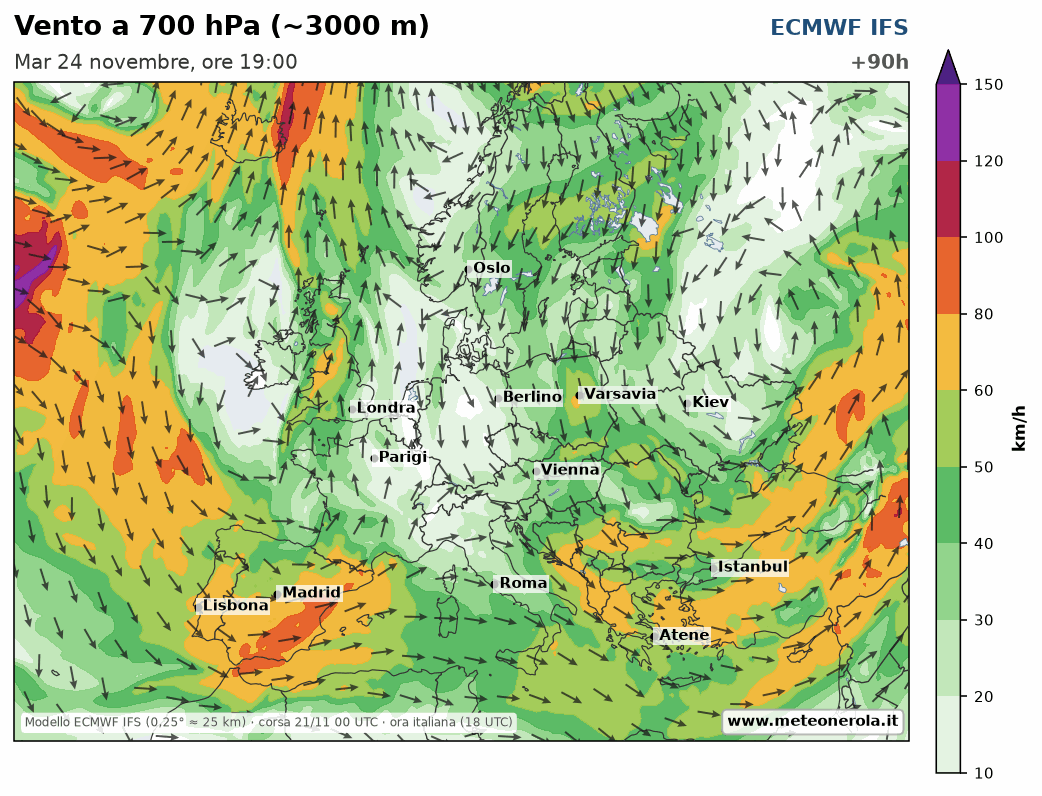 Vento a 700 hPa (~3000 m)
ECMWF IFS
Mar 24 novembre, ore 19:00
+90h
150
120
100
80
60
50
40
30
20
10
km/h
Oslo
Berlino
Varsavia
Kiev
Londra
Parigi
Vienna
Istanbul
Roma
Madrid
Lisbona
Atene
Modello ECMWF IFS (0,25° ≈ 25 km) · corsa 21/11 00 UTC · ora italiana (18 UTC)
www.meteonerola.it